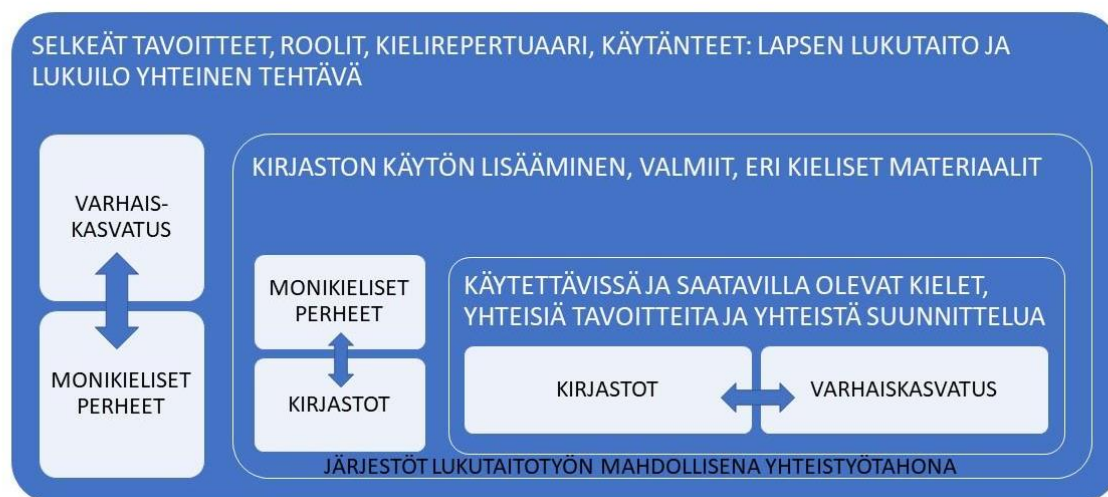 SELKEÄT TAVOITTEET, ROOLIT, KIELIREPERTUAARI, KÄYTÄNTEET: LAPSEN LUKUTAITO JA
LUKUILO YHTEINEN TEHTÄVÄ
VARHAIS-
KASVATUS
MONIKIELISET
PERHEET
KIRJASTON KÄYTÖN LISÄÄMINEN, VALMIIT, ERI KIELISET MATERIAALIT
MONIKIELISET
PERHEET
KIRJASTOT
KÄYTETTÄVISSÄ JA SAATAVILLA OLEVAT KIELET,
YHTEISIÄ TAVOITTEITA JA YHTEISTÄ SUUNNITTELUA
KIRJASTOT
VARHAISKASVATUS
JÄRJESTÖT LUKUTAITOTYÖN MAHDOLLISENA YHTEISTYÖTAHONA